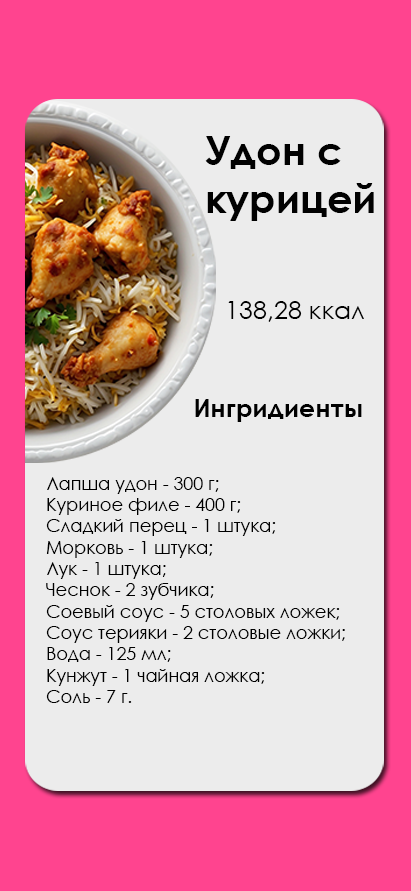 Удон с
курицей
138,28 ккал
Ингридиенты
Лапша удон - 300 г;
Куриное филе - 400 г;
Сладкий перец - 1 штука;
Морковь - 1 штука;
Лук - 1 штука;
Чеснок - 2 зубчика;
Соевый соус - 5 столовых ложек;
Соус терияки - 2 столовые ложки;
Вода - 125 мл;
Кунжут - 1 чайная ложка;
Соль - 7 г.